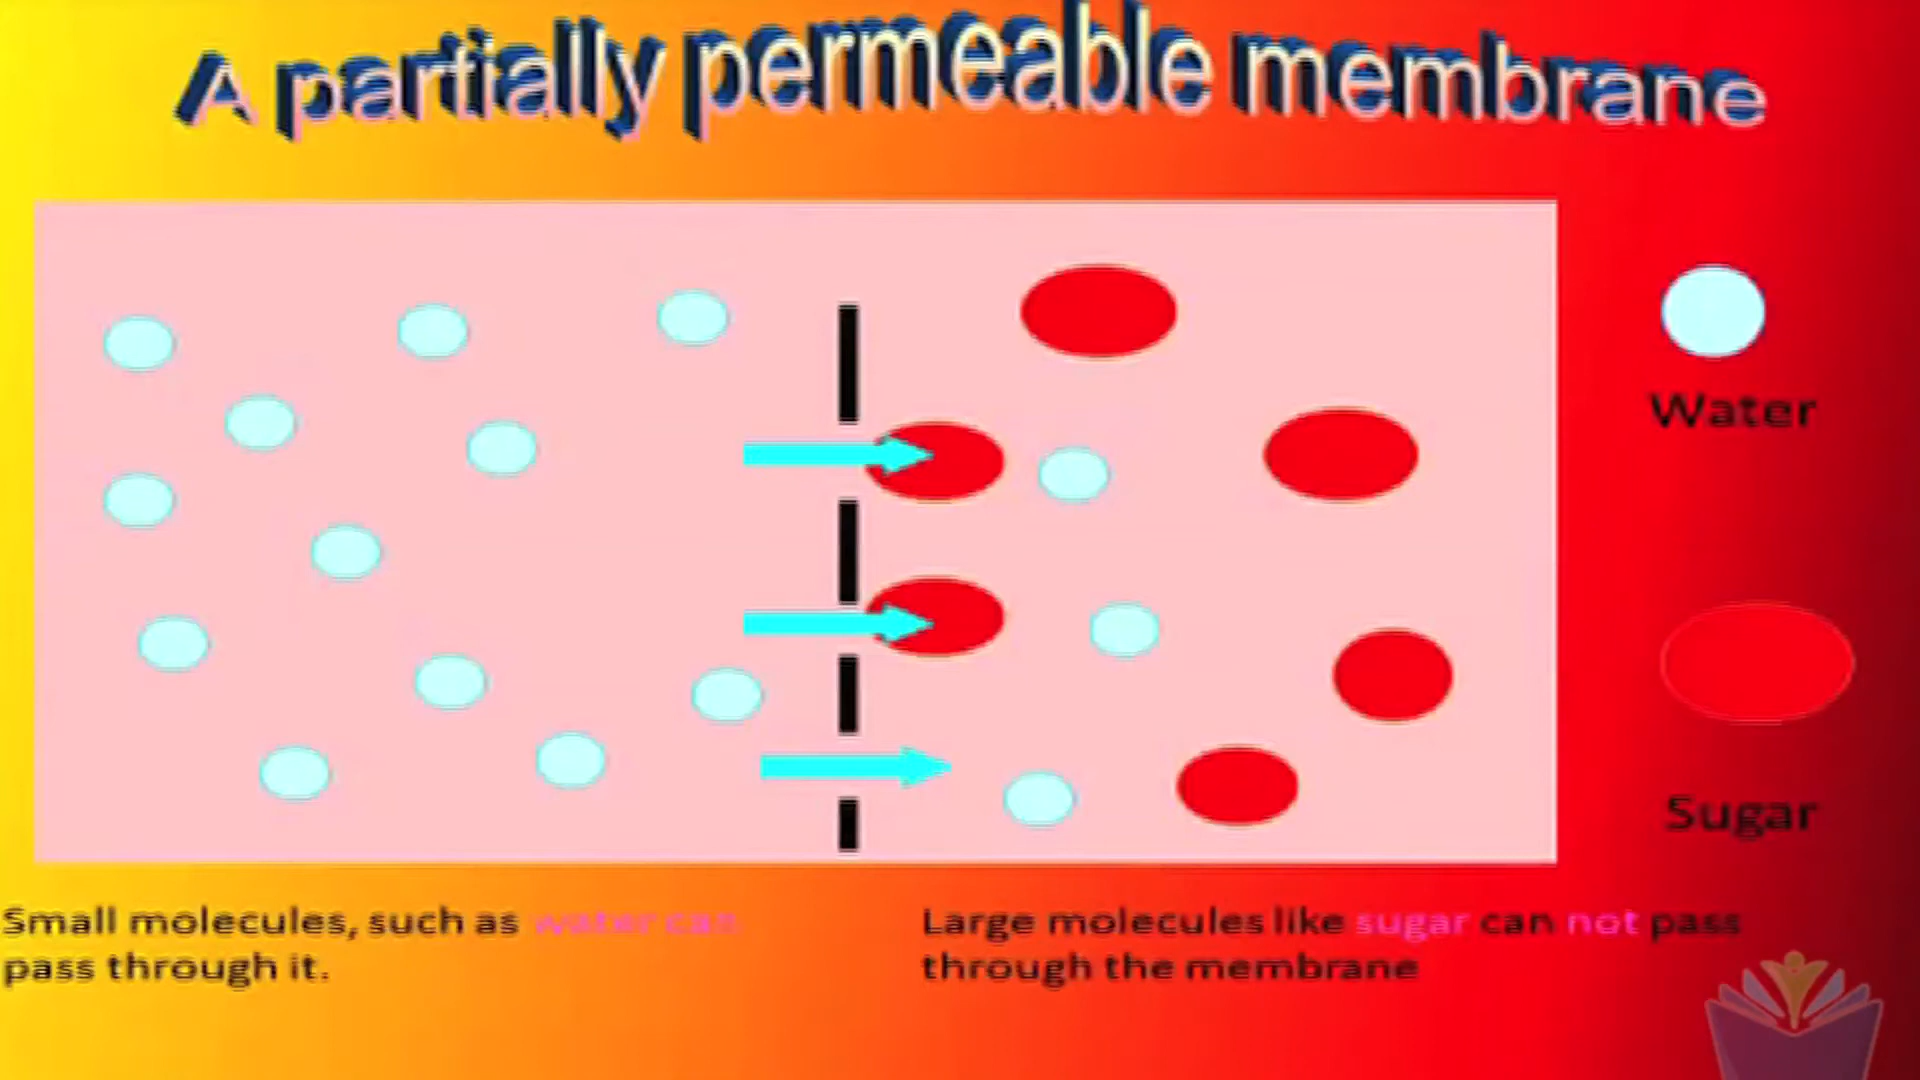 A partially permeable membrane
Water
Sugar
Small molecules, such as water can
pass through it.
Large molecules like sugar can not pass
through the membrane